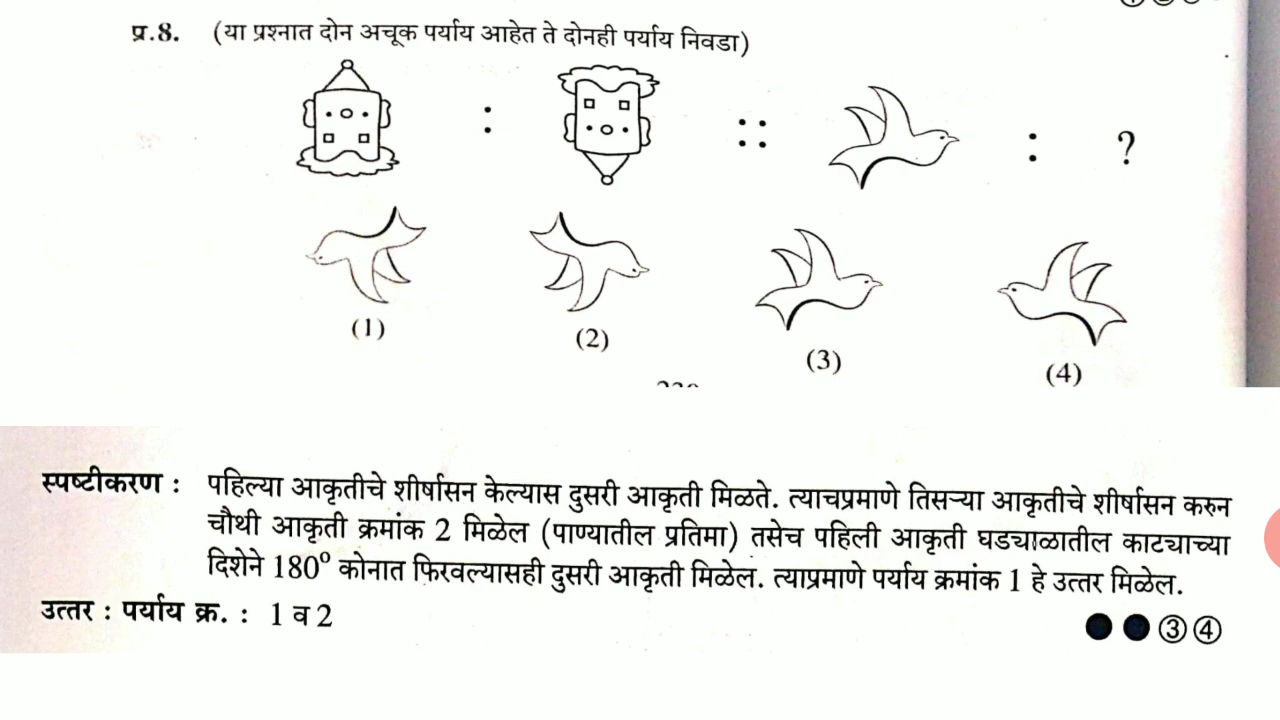 प्र.8. (या प्रश्नात दोन अचूक पर्याय आहेत ते दोनही पर्याय निवडा)
: :: : ?
(1) (2) (3) (4)
स्पष्टीकरण : पहिल्या आकृतीचे शीर्षासन केल्यास दुसरी आकृती मिळते. त्याचप्रमाणे तिसऱ्या आकृतीचे शीर्षासन करुन
चौथी आकृती क्रमांक 2 मिळेल (पाण्यातील प्रतिमा) तसेच पहिली आकृती घड्याळातील काट्याच्या
दिशेने 180° कोनात फिरवल्यासही दुसरी आकृती मिळेल. त्याप्रमाणे पर्याय क्रमांक 1 हे उत्तर मिळेल.
उत्तर : पर्याय क्र. : 1 व 2 ● ● ③ ④